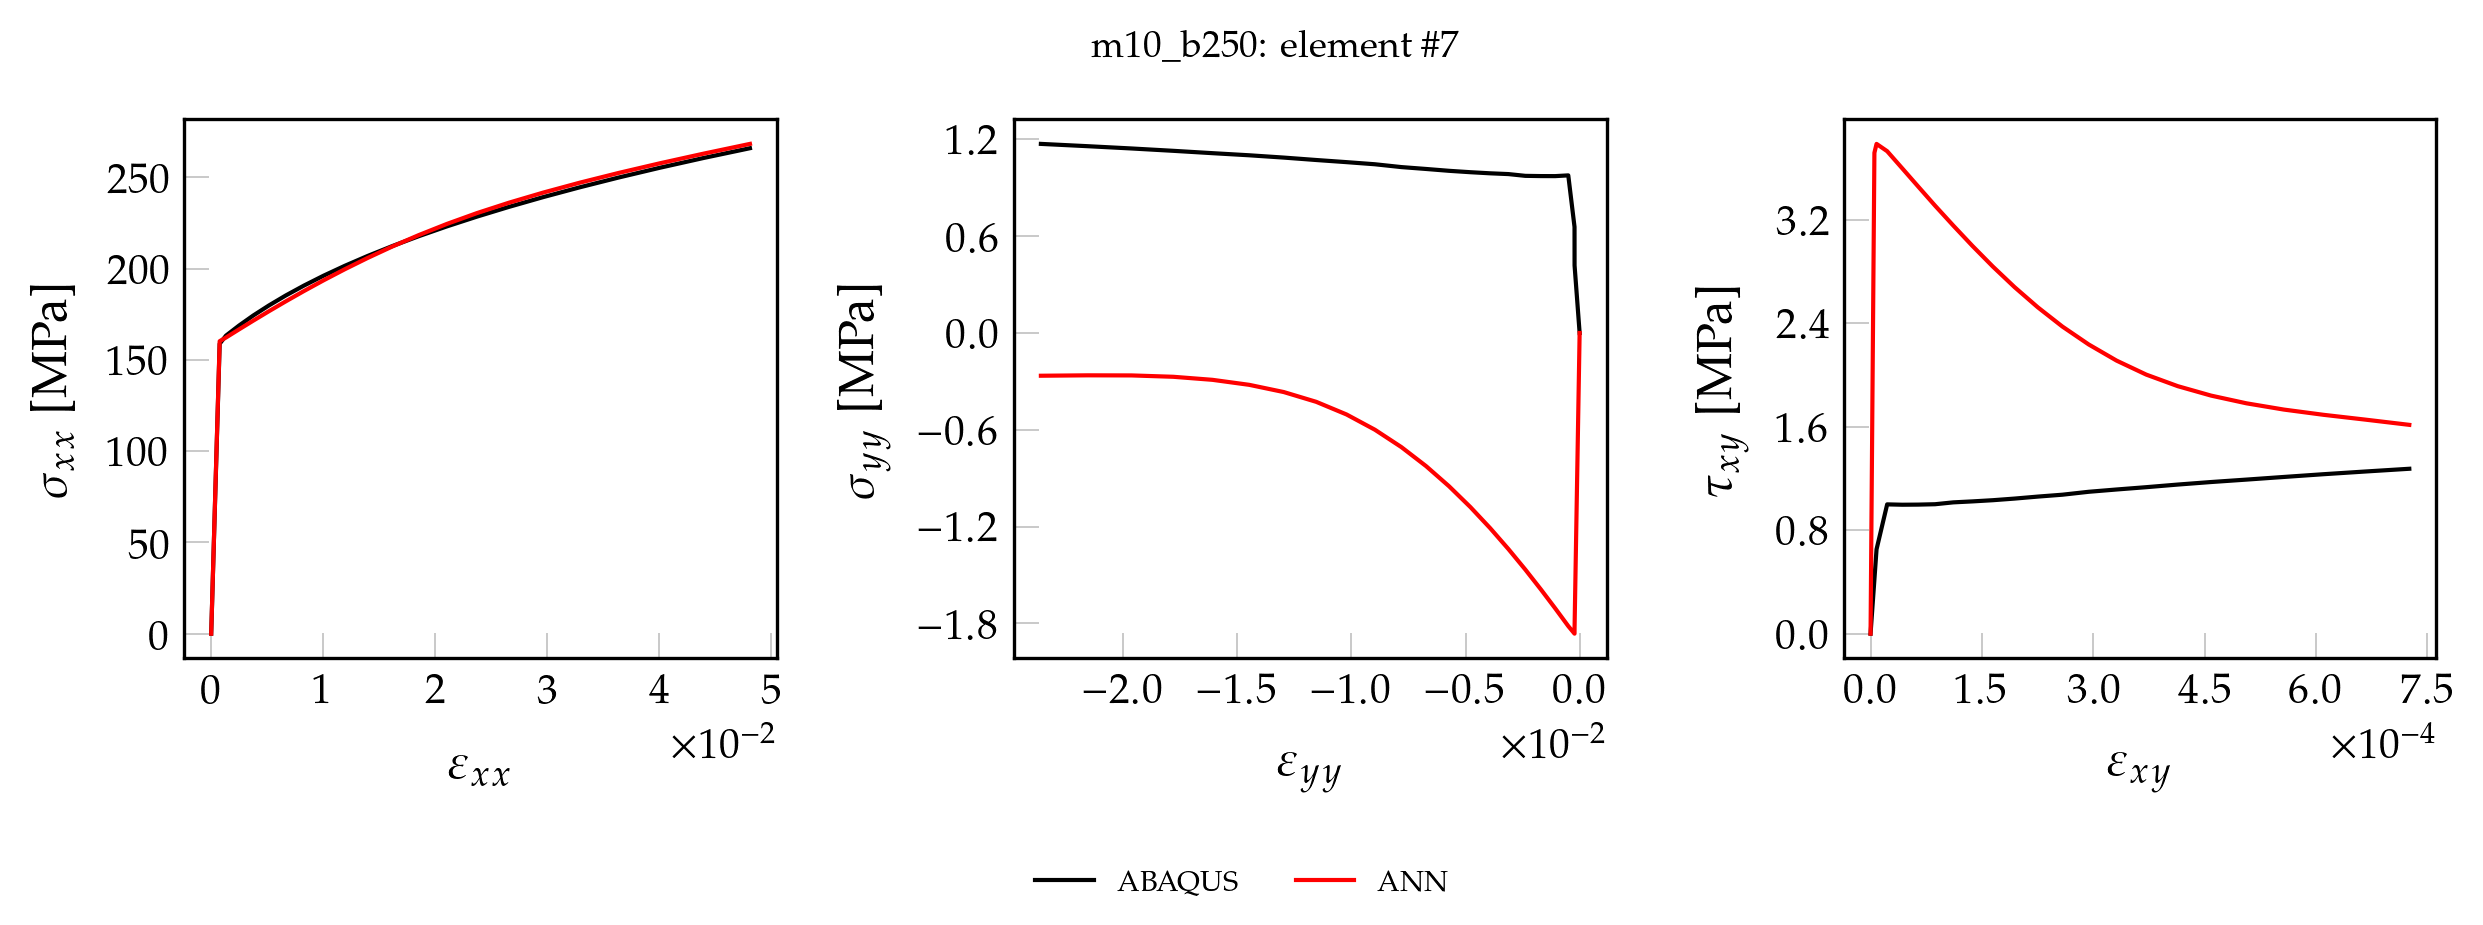 m10_b250: element #7
σxx [MPa]
250
200
150
100
50
0
0 1 2 3 4 5
×10⁻²
εxx
σyy [MPa]
1.2
0.6
0.0
−0.6
−1.2
−1.8
−2.0 −1.5 −1.0 −0.5 0.0
×10⁻²
εyy
τxy [MPa]
3.2
2.4
1.6
0.8
0.0
0.0 1.5 3.0 4.5 6.0 7.5
×10⁻⁴
εxy
ABAQUS ANN